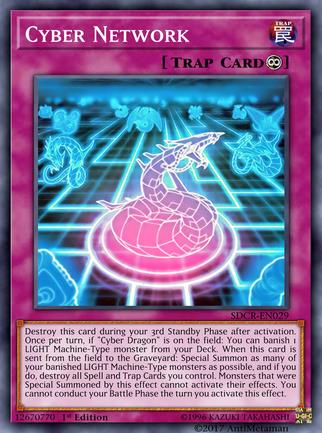 CYBER NETWORK
TRAP
罠
[TRAP CARD∞]
SDCR-EN029
Destroy this card during your 3rd Standby Phase after activation.
Once per turn, if "Cyber Dragon" is on the field: You can banish 1
LIGHT Machine-Type monster from your Deck. When this card is
sent from the field to the Graveyard: Special Summon as many of
your banished LIGHT Machine-Type monsters as possible, and if you
do, destroy all Spell and Trap Cards you control. Monsters that were
Special Summoned by this effect cannot activate their effects. You
cannot conduct your Battle Phase the turn you activate this effect.
12670770 1st Edition ©1996 KAZUKI TAKAHASHI
©2017 AntiMetaman